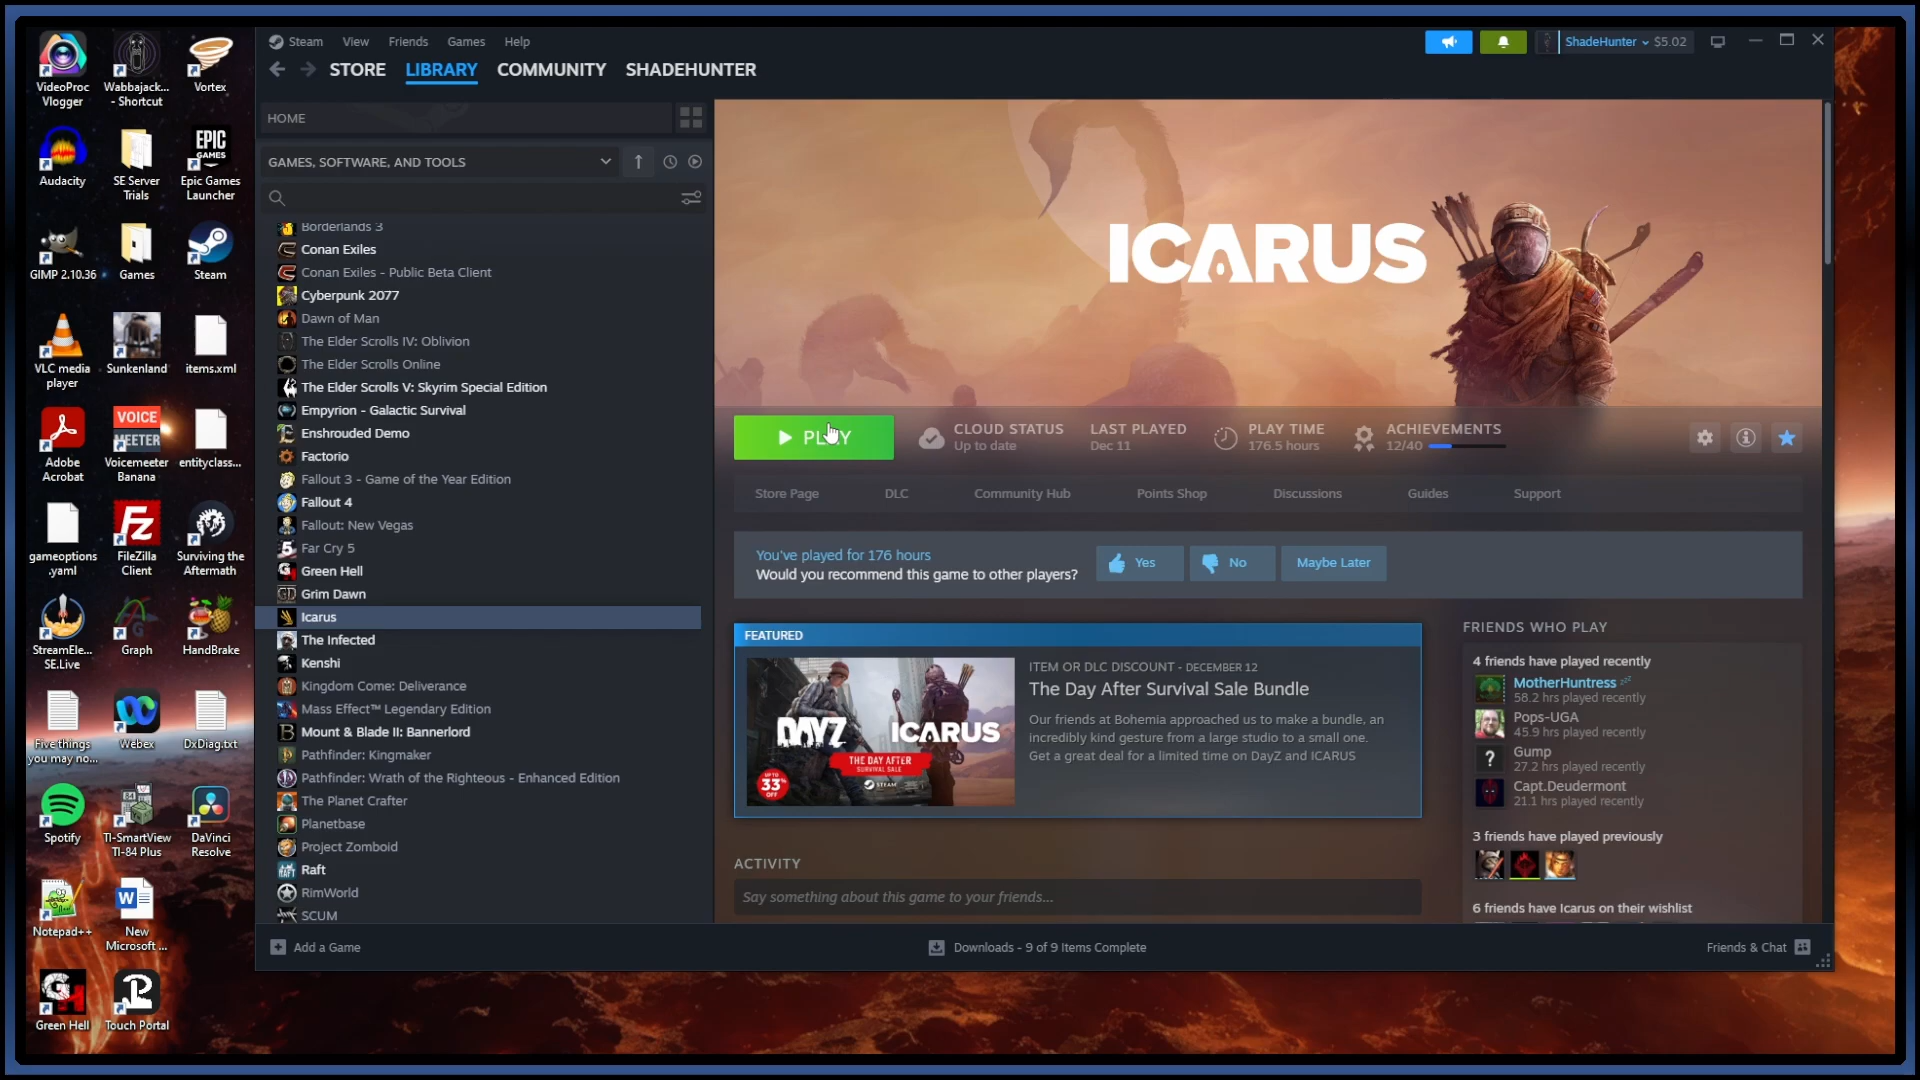 VideoProc Vlogger
Wabbajack... - Shortcut
Vortex
Audacity
SE Server Trials
EPIC GAMES
Epic Games Launcher
GIMP 2.10.36
Games
Steam
VLC media player
Sunkenland
items.xml
Adobe Acrobat
VOICE MEETER
Voicemeeter Banana
entityclass...
gameoptions .yaml
FileZilla Client
Surviving the Aftermath
StreamEle... SE.Live
Graph
HandBrake
Five things you may no...
Webex
DxDiag.txt
Spotify
TI-SmartView TI-84 Plus
DaVinci Resolve
Notepad++
New Microsoft ...
Green Hell
Touch Portal
Steam View Friends Games Help
ShadeHunter $5.02
STORE LIBRARY COMMUNITY SHADEHUNTER
HOME
GAMES, SOFTWARE, AND TOOLS
Borderlands 3
Conan Exiles
Conan Exiles - Public Beta Client
Cyberpunk 2077
Dawn of Man
The Elder Scrolls IV: Oblivion
The Elder Scrolls Online
The Elder Scrolls V: Skyrim Special Edition
Empyrion - Galactic Survival
Enshrouded Demo
Factorio
Fallout 3 - Game of the Year Edition
Fallout 4
Fallout: New Vegas
Far Cry 5
Green Hell
Grim Dawn
Icarus
The Infected
Kenshi
Kingdom Come: Deliverance
Mass Effect™ Legendary Edition
Mount & Blade II: Bannerlord
Pathfinder: Kingmaker
Pathfinder: Wrath of the Righteous - Enhanced Edition
The Planet Crafter
Planetbase
Project Zomboid
Raft
RimWorld
SCUM
ICARUS
PLAY
CLOUD STATUS
Up to date
LAST PLAYED
Dec 11
PLAY TIME
176.5 hours
ACHIEVEMENTS
12/40
Store Page DLC Community Hub Points Shop Discussions Guides Support
You've played for 176 hours
Would you recommend this game to other players?
Yes No Maybe Later
FEATURED
DAYZ ICARUS
THE DAY AFTER
SURVIVAL SALE
UP TO 33% OFF
STEAM
ITEM OR DLC DISCOUNT - DECEMBER 12
The Day After Survival Sale Bundle
Our friends at Bohemia approached us to make a bundle, an
incredibly kind gesture from a large studio to a small one.
Get a great deal for a limited time on DayZ and ICARUS
ACTIVITY
Say something about this game to your friends...
FRIENDS WHO PLAY
4 friends have played recently
MotherHuntress
58.2 hrs played recently
Pops-UGA
45.9 hrs played recently
Gump
27.2 hrs played recently
Capt.Deudermont
21.1 hrs played recently
3 friends have played previously
6 friends have Icarus on their wishlist
Add a Game
Downloads - 9 of 9 Items Complete
Friends & Chat